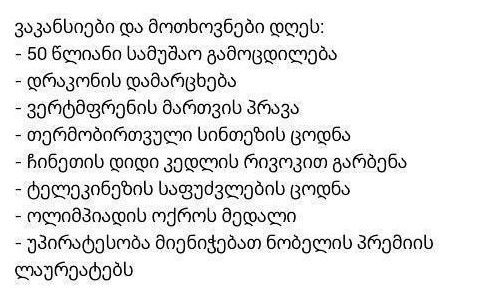 ვაკანსიები და მოთხოვნები დღეს:
- 50 წლიანი სამუშაო გამოცდილება
- დრაკონის დამარცხება
- ვერტმფრენის მართვის პრავა
- თერმობირთვული სინთეზის ცოდნა
- ჩინეთის დიდი კედლის რივოკით გარბენა
- ტელეკინეზის საფუძვლების ცოდნა
- ოლიმპიადის ოქროს მედალი
- უპირატესობა მიენიჭებათ ნობელის პრემიის
ლაურეატებს